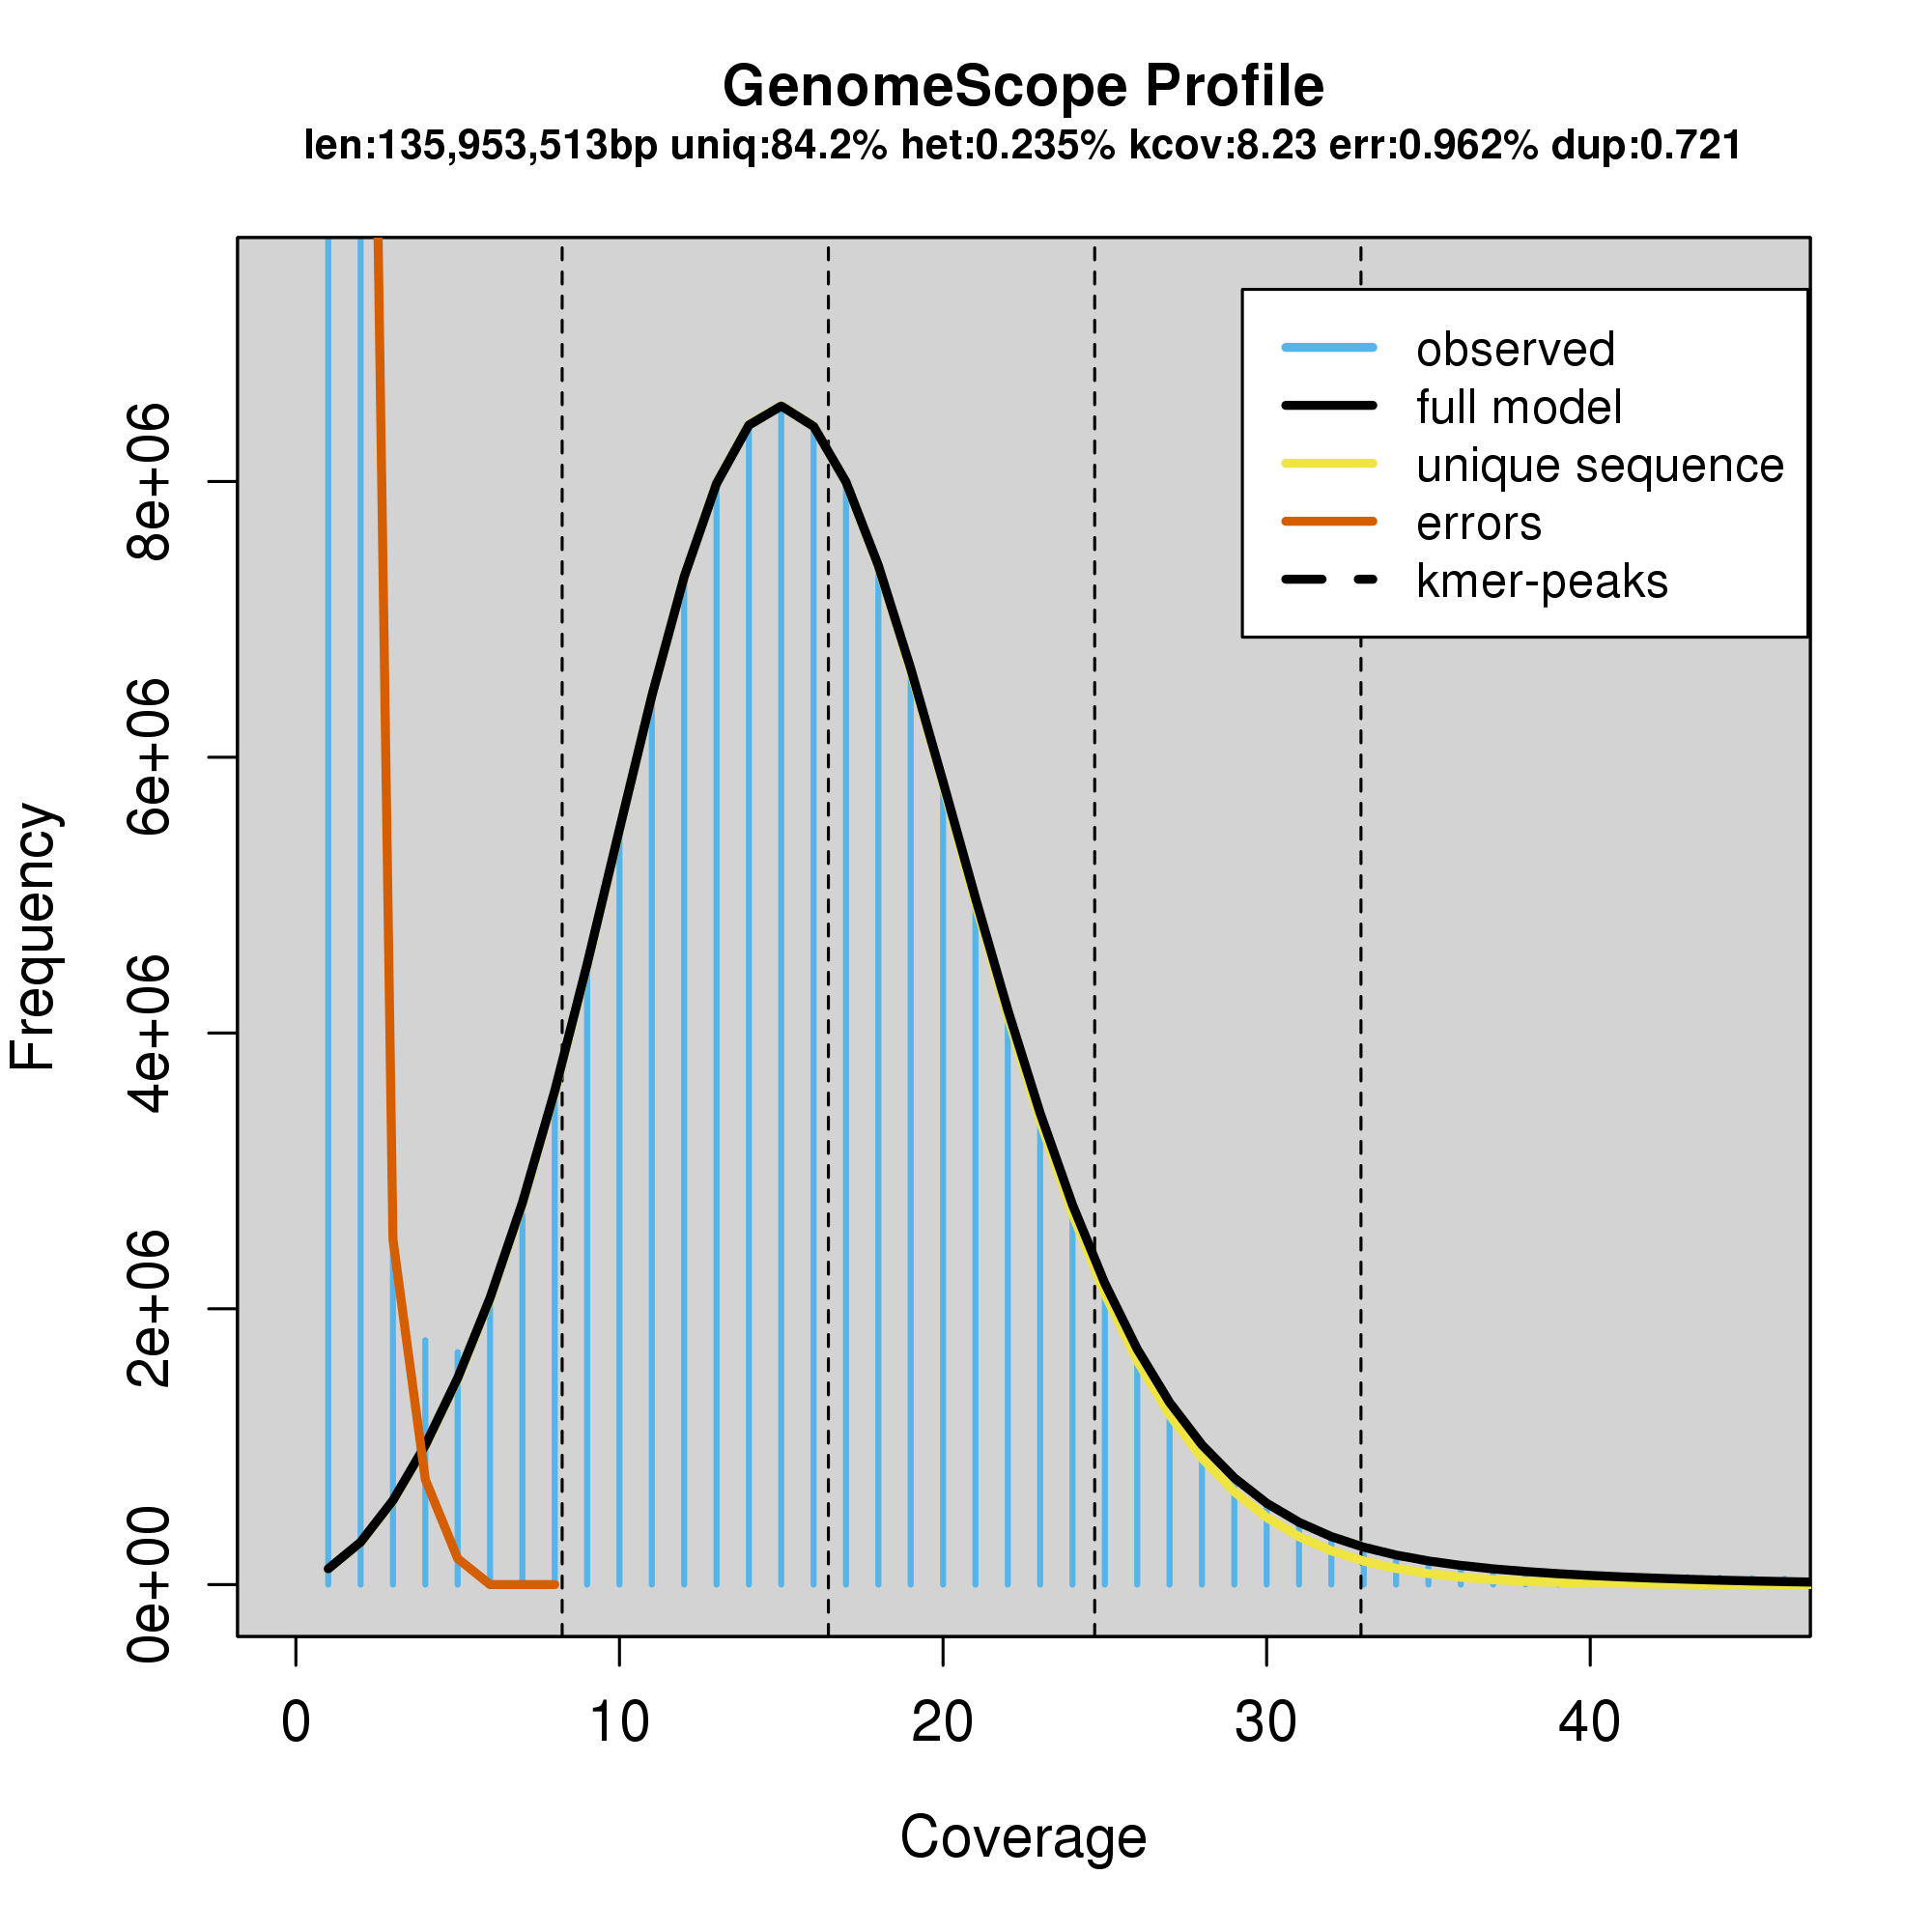 GenomeScope Profile
len:135,953,513bp uniq:84.2% het:0.235% kcov:8.23 err:0.962% dup:0.721
observed
full model
unique sequence
errors
kmer-peaks
Frequency
8e+06
6e+06
4e+06
2e+06
0e+00
0 10 20 30 40
Coverage